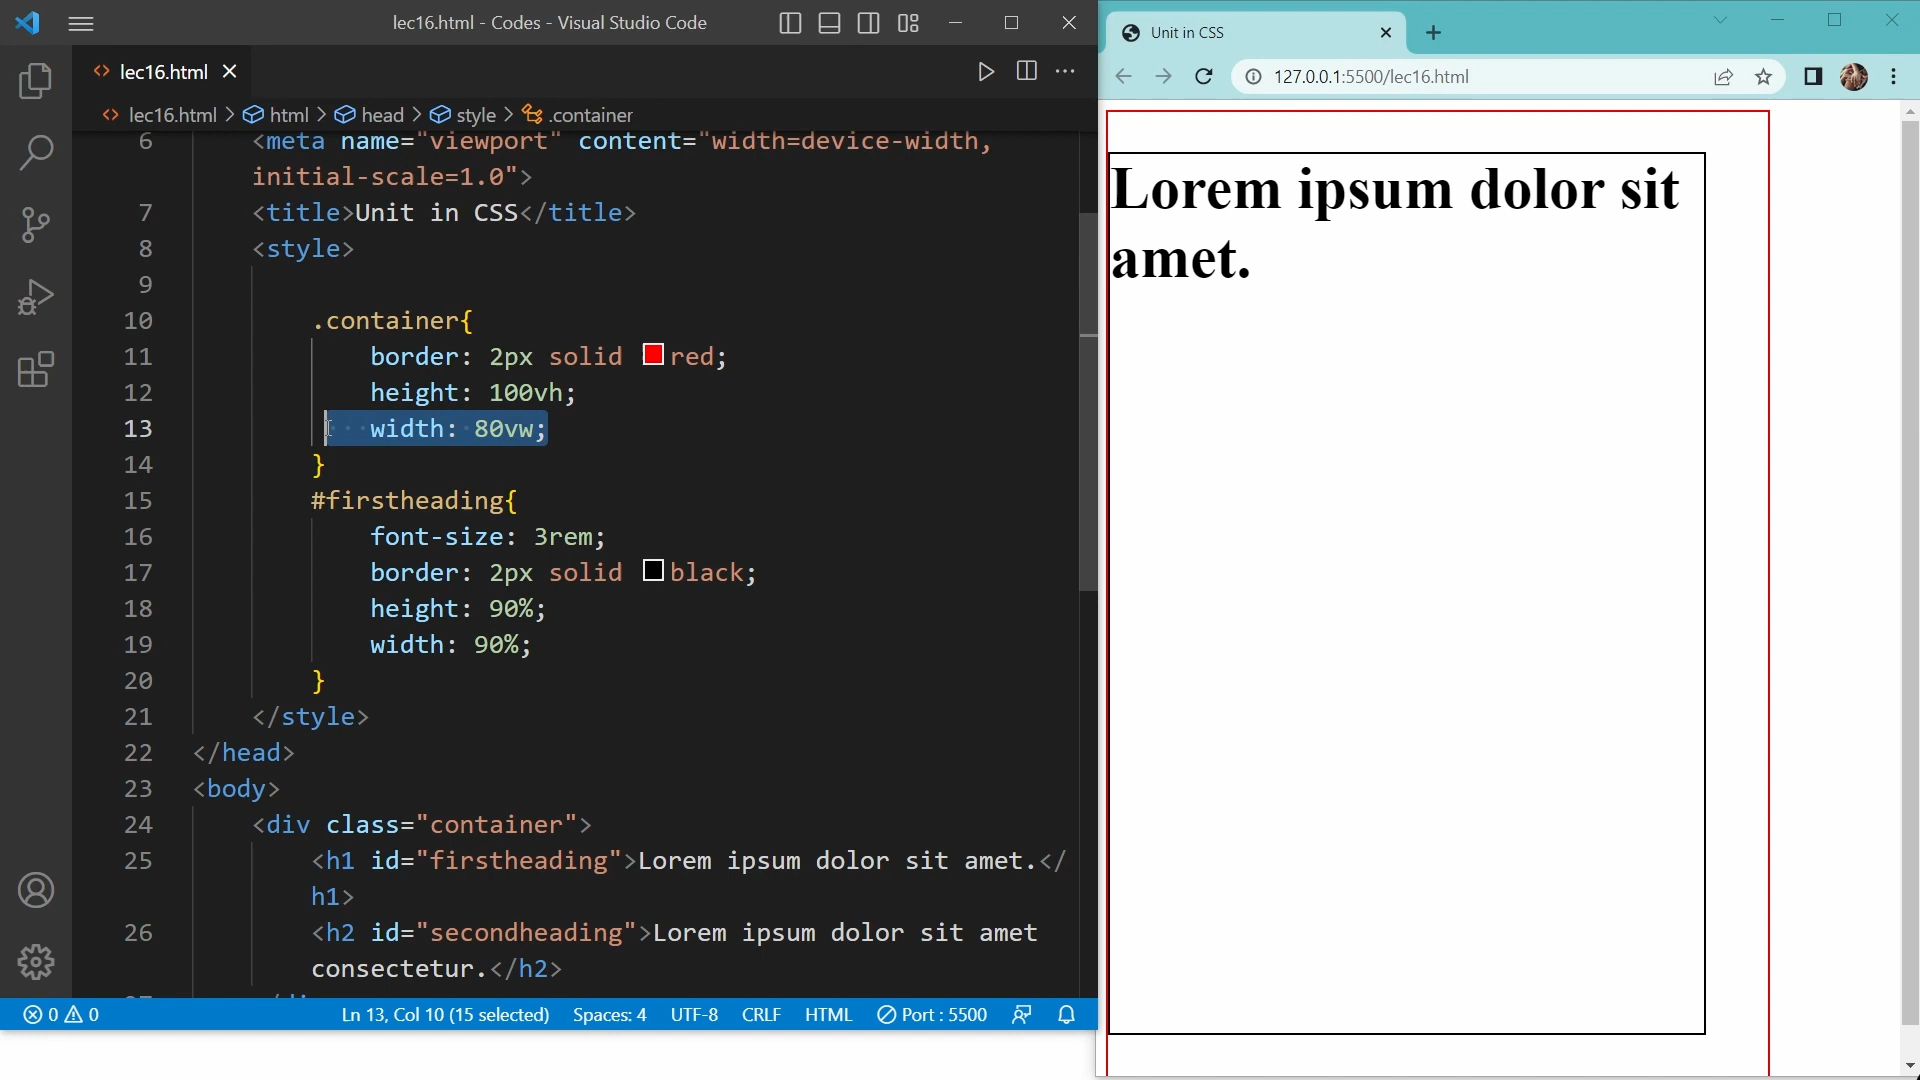 lec16.html - Codes - Visual Studio Code
lec16.html
lec16.html > html > head > style > .container
6 <meta name="viewport" content="width=device-width,
initial-scale=1.0">
7 <title>Unit in CSS</title>
8 <style>
9
10 .container{
11 border: 2px solid red;
12 height: 100vh;
13 width: 80vw;
14 }
15 #firstheading{
16 font-size: 3rem;
17 border: 2px solid black;
18 height: 90%;
19 width: 90%;
20 }
21 </style>
22 </head>
23 <body>
24 <div class="container">
25 <h1 id="firstheading">Lorem ipsum dolor sit amet.</
h1>
26 <h2 id="secondheading">Lorem ipsum dolor sit amet
consectetur.</h2>
0 0 Ln 13, Col 10 (15 selected) Spaces: 4 UTF-8 CRLF HTML Port : 5500
Unit in CSS
127.0.0.1:5500/lec16.html
Lorem ipsum dolor sit
amet.